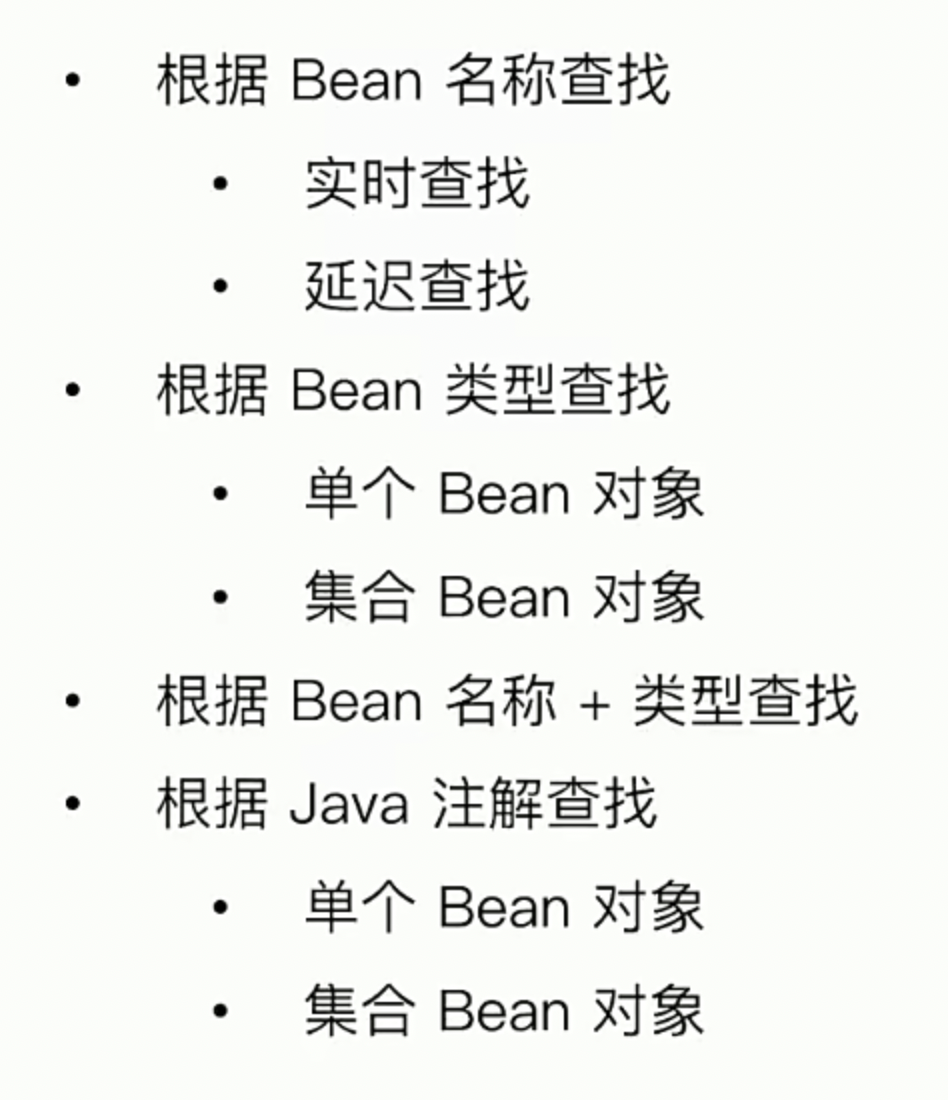 • 根据 Bean 名称查找
• 实时查找
• 延迟查找
• 根据 Bean 类型查找
• 单个 Bean 对象
• 集合 Bean 对象
• 根据 Bean 名称 + 类型查找
• 根据 Java 注解查找
• 单个 Bean 对象
• 集合 Bean 对象